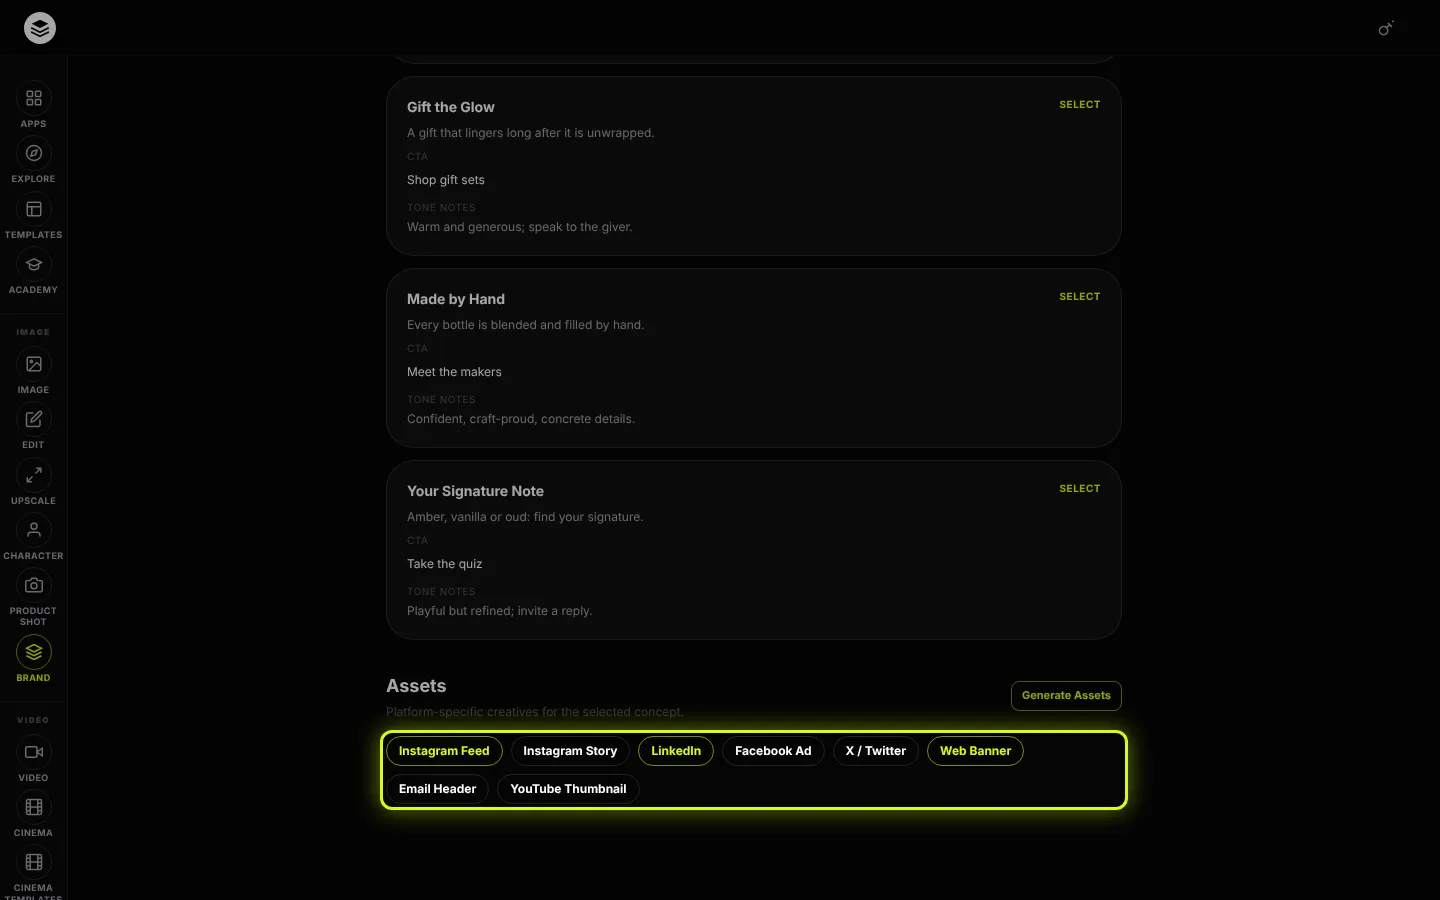 APPS
EXPLORE
TEMPLATES
ACADEMY
IMAGE
IMAGE
EDIT
UPSCALE
CHARACTER
PRODUCT
SHOT
BRAND
VIDEO
VIDEO
CINEMA
CINEMA
TEMPLATES
Gift the Glow
SELECT
A gift that lingers long after it is unwrapped.
CTA
Shop gift sets
TONE NOTES
Warm and generous; speak to the giver.
Made by Hand
SELECT
Every bottle is blended and filled by hand.
CTA
Meet the makers
TONE NOTES
Confident, craft-proud, concrete details.
Your Signature Note
SELECT
Amber, vanilla or oud: find your signature.
CTA
Take the quiz
TONE NOTES
Playful but refined; invite a reply.
Assets
Generate Assets
Platform-specific creatives for the selected concept.
Instagram Feed Instagram Story LinkedIn Facebook Ad X / Twitter Web Banner
Email Header YouTube Thumbnail